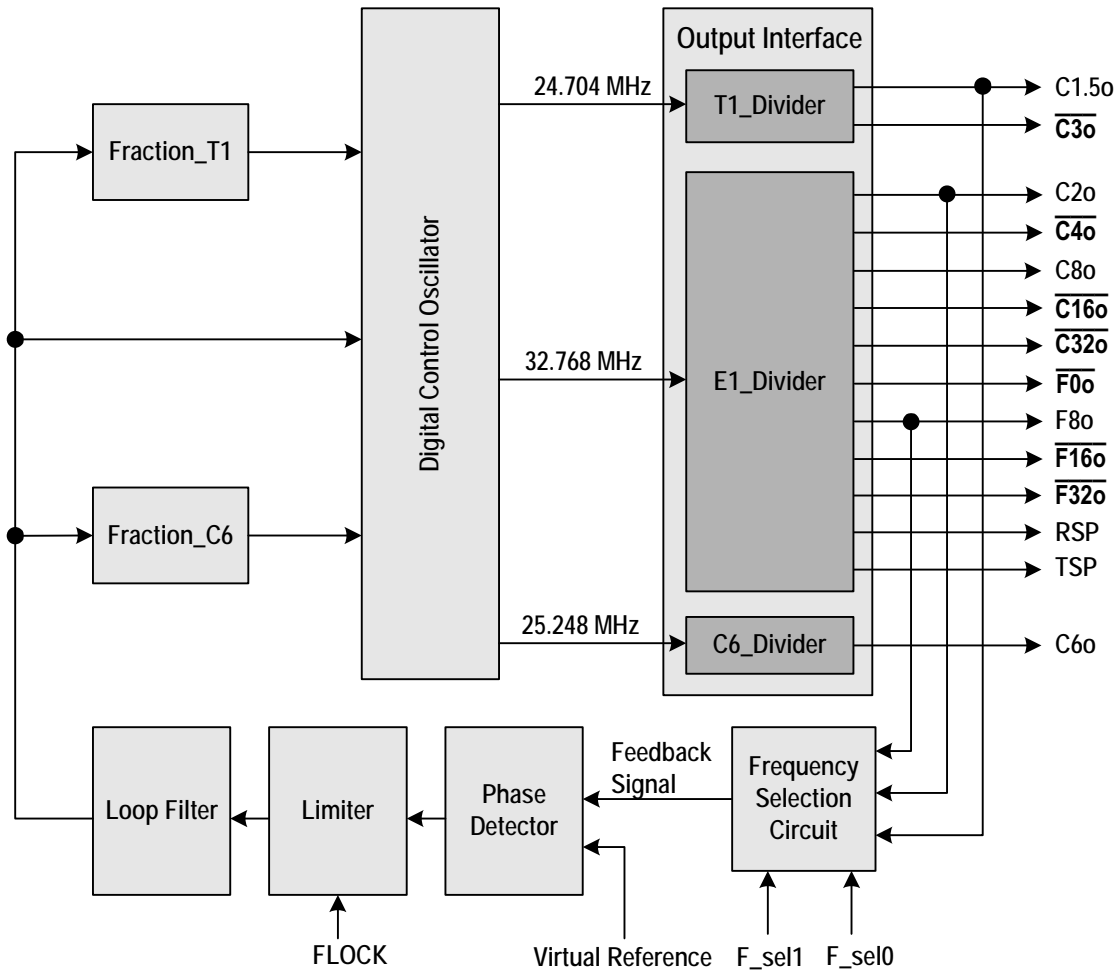 Output Interface
24.704 MHz
T1_Divider
C1.5o
C3o
Fraction_T1
C2o
C4o
C8o
C16o
C32o
Digital Control Oscillator
32.768 MHz
E1_Divider
F0o
F8o
F16o
F32o
Fraction_C6
RSP
TSP
25.248 MHz
C6_Divider
C6o
Loop Filter
Limiter
Phase
Detector
Feedback
Signal
Frequency
Selection
Circuit
FLOCK
Virtual Reference
F_sel1
F_sel0